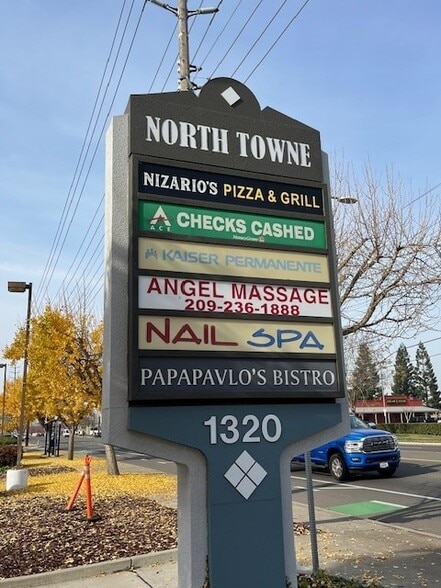 NORTH TOWNE
NIZARIO'S PIZZA & GRILL
ACE CHECKS CASHED
KAISER PERMANENTE
ANGEL MASSAGE
209-236-1888
NAIL SPA
PAPAPAVLO'S BISTRO
1320